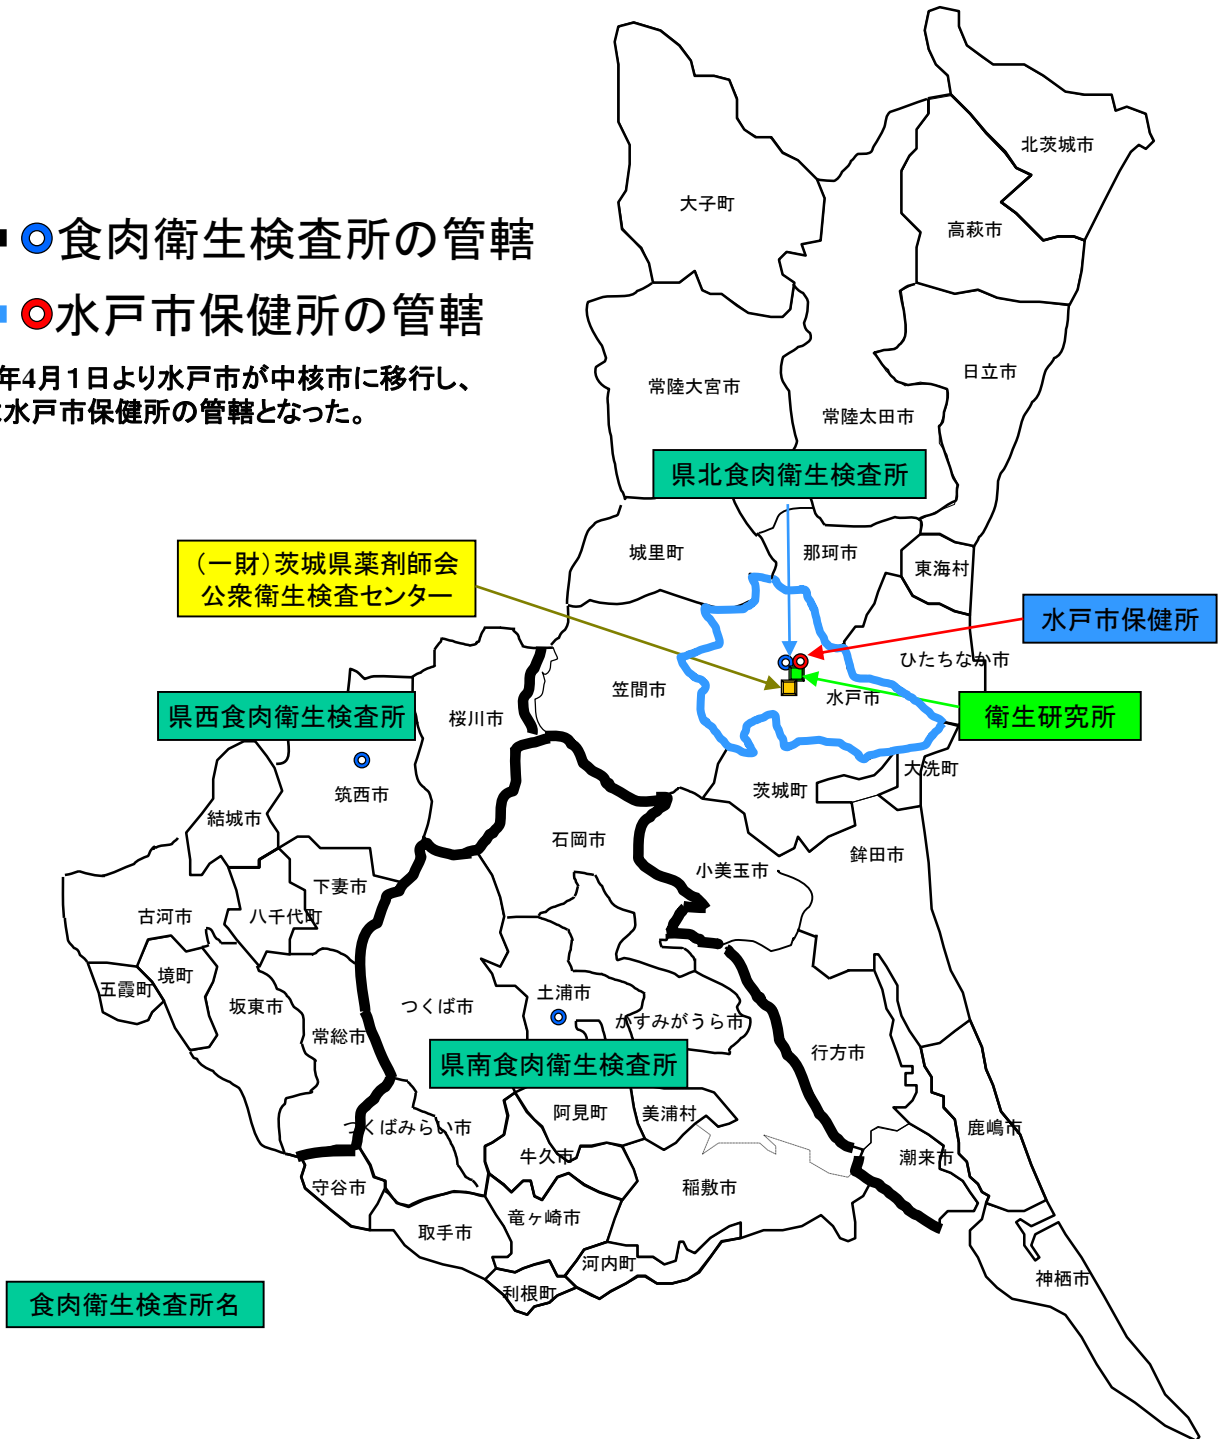 食肉衛生検査所の管轄
水戸市保健所の管轄
年4月1日より水戸市が中核市に移行し、
水戸市保健所の管轄となった。
北茨城市
大子町
高萩市
日立市
常陸大宮市
常陸太田市
県北食肉衛生検査所
城里町
那珂市
東海村
(一財)茨城県薬剤師会
公衆衛生検査センター
水戸市保健所
ひたちなか市
笠間市
水戸市
衛生研究所
県西食肉衛生検査所
桜川市
大洗町
筑西市
茨城町
結城市
石岡市
小美玉市
鉾田市
下妻市
古河市
八千代町
境町
五霞町
坂東市
つくば市
土浦市
かすみがうら市
常総市
行方市
県南食肉衛生検査所
阿見町
美浦村
つくばみらい市
鹿嶋市
牛久市
潮来市
守谷市
稲敷市
竜ヶ崎市
取手市
河内町
利根町
神栖市
食肉衛生検査所名